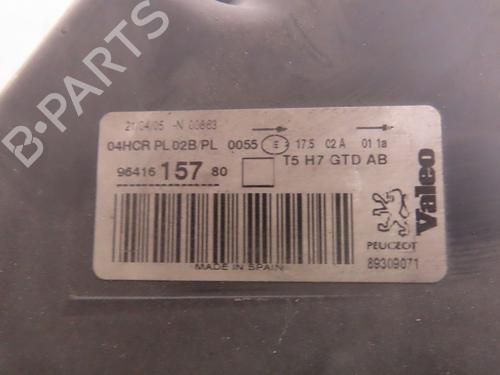 21/04/05 -N 00863
04HCR PL 02B/PL 0055 E 17.5 02 A 01 1a
96416 157 80 T5 H7 GTD AB
MADE IN SPAIN
PEUGEOT
Valeo
89309071
B-PARTS